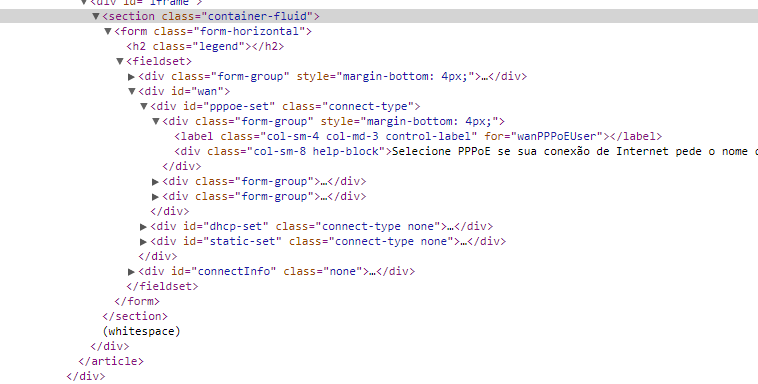 ▼<div id="iframe">
▼<section class="container-fluid">
▼<form class="form-horizontal">
<h2 class="legend"></h2>
▼<fieldset>
▶<div class="form-group" style="margin-bottom: 4px;">…</div>
▼<div id="wan">
▼<div id="pppoe-set" class="connect-type">
▼<div class="form-group" style="margin-bottom: 4px;">
<label class="col-sm-4 col-md-3 control-label" for="wanPPPoEUser"></label>
<div class="col-sm-8 help-block">Selecione PPPoE se sua conexão de Internet pede o nome
</div>
▶<div class="form-group">…</div>
▶<div class="form-group">…</div>
</div>
▶<div id="dhcp-set" class="connect-type none">…</div>
▶<div id="static-set" class="connect-type none">…</div>
</div>
▶<div id="connectInfo" class="none">…</div>
</fieldset>
</form>
</section>
(whitespace)
</div>
</article>
</div>